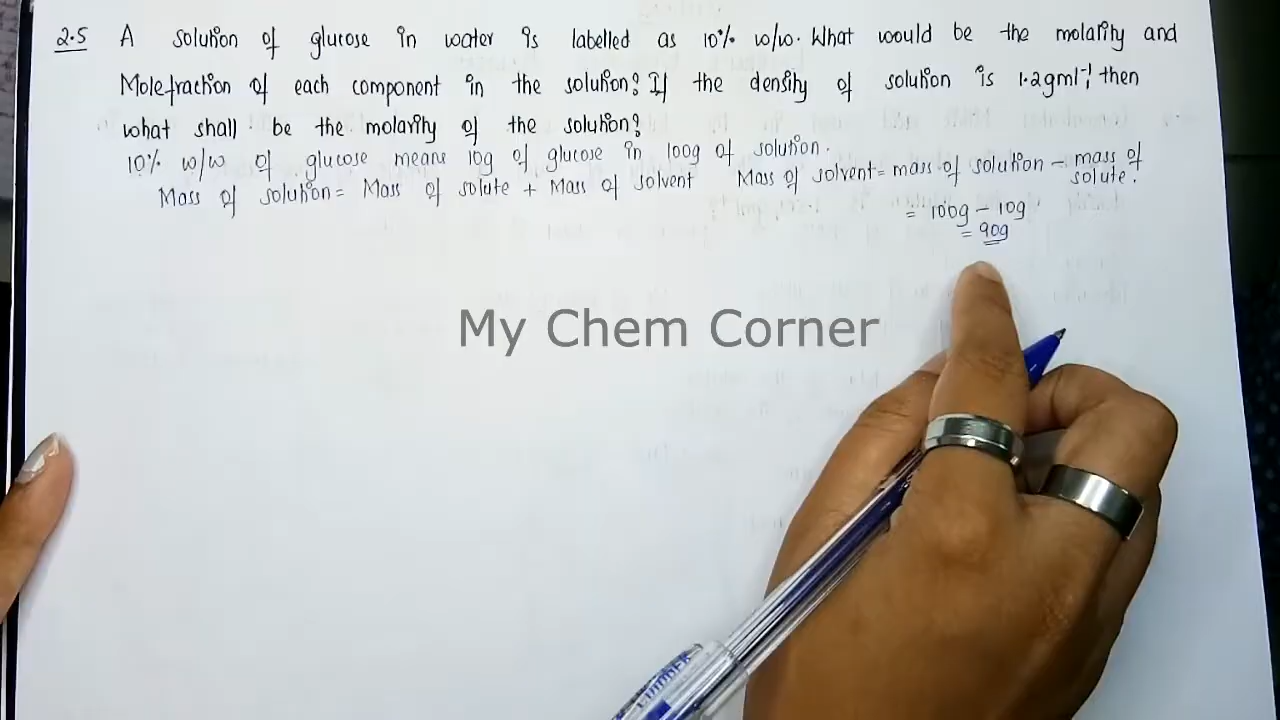 2.5 A solution of glucose in water is labelled as 10% w/w. What would be the molality and
Molefraction of each component in the solution? If the density of solution is 1.2gml⁻¹, then
what shall be the molarity of the solution?
10% w/w of glucose means 10g of glucose in 100g of solution.
Mass of solution = Mass of solute + Mass of solvent
Mass of solvent = mass of solution - mass of solute.
= 100g - 10g
= 90g
My Chem Corner